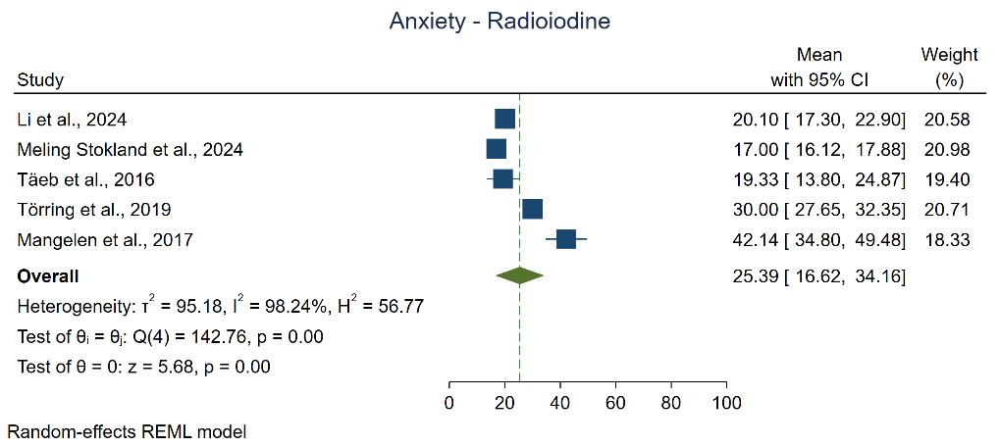 Anxiety - Radioiodine
Mean Weight
Study with 95% CI (%)
Li et al., 2024 20.10 [ 17.30, 22.90] 20.58
Meling Stokland et al., 2024 17.00 [ 16.12, 17.88] 20.98
Täeb et al., 2016 19.33 [ 13.80, 24.87] 19.40
Törring et al., 2019 30.00 [ 27.65, 32.35] 20.71
Mangelen et al., 2017 42.14 [ 34.80, 49.48] 18.33
Overall 25.39 [ 16.62, 34.16]
Heterogeneity: τ² = 95.18, I² = 98.24%, H² = 56.77
Test of θᵢ = θⱼ: Q(4) = 142.76, p = 0.00
Test of θ = 0: z = 5.68, p = 0.00
0 20 40 60 80 100
Random-effects REML model